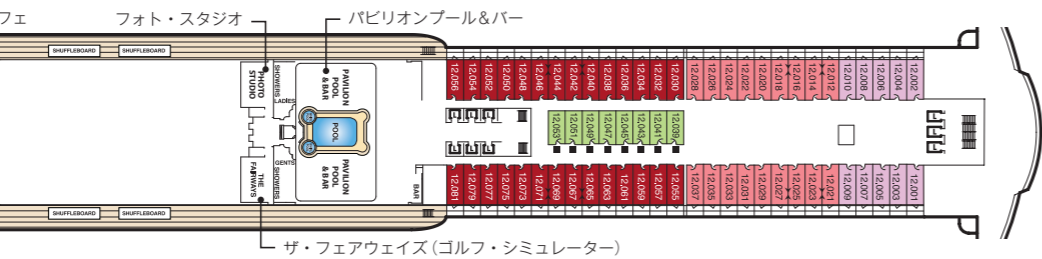 フェ
フォト・スタジオ
パビリオンプール＆バー
SHUFFLEBOARD
SHUFFLEBOARD
PHOTO
STUDIO
SHOWERS
LADIES
PAVILION
POOL
& BAR
POOL
GENTS
SHOWERS
THE
FAIRWAYS
PAVILION
POOL
& BAR
BAR
12.056
12.054
12.052
12.050
12.048
12.046
12.044
12.042
12.040
12.038
12.036
12.034
12.032
12.030
12.028
12.026
12.024
12.022
12.020
12.018
12.016
12.014
12.012
12.010
12.008
12.006
12.004
12.002
12.053
12.051
12.049
12.047
12.045
12.043
12.041
12.039
12.081
12.079
12.077
12.075
12.073
12.071
12.069
12.067
12.065
12.063
12.061
12.059
12.057
12.055
12.037
12.035
12.033
12.031
12.029
12.027
12.025
12.023
12.021
12.009
12.007
12.005
12.003
12.001
SHUFFLEBOARD
SHUFFLEBOARD
ザ・フェアウェイズ（ゴルフ・シミュレーター）